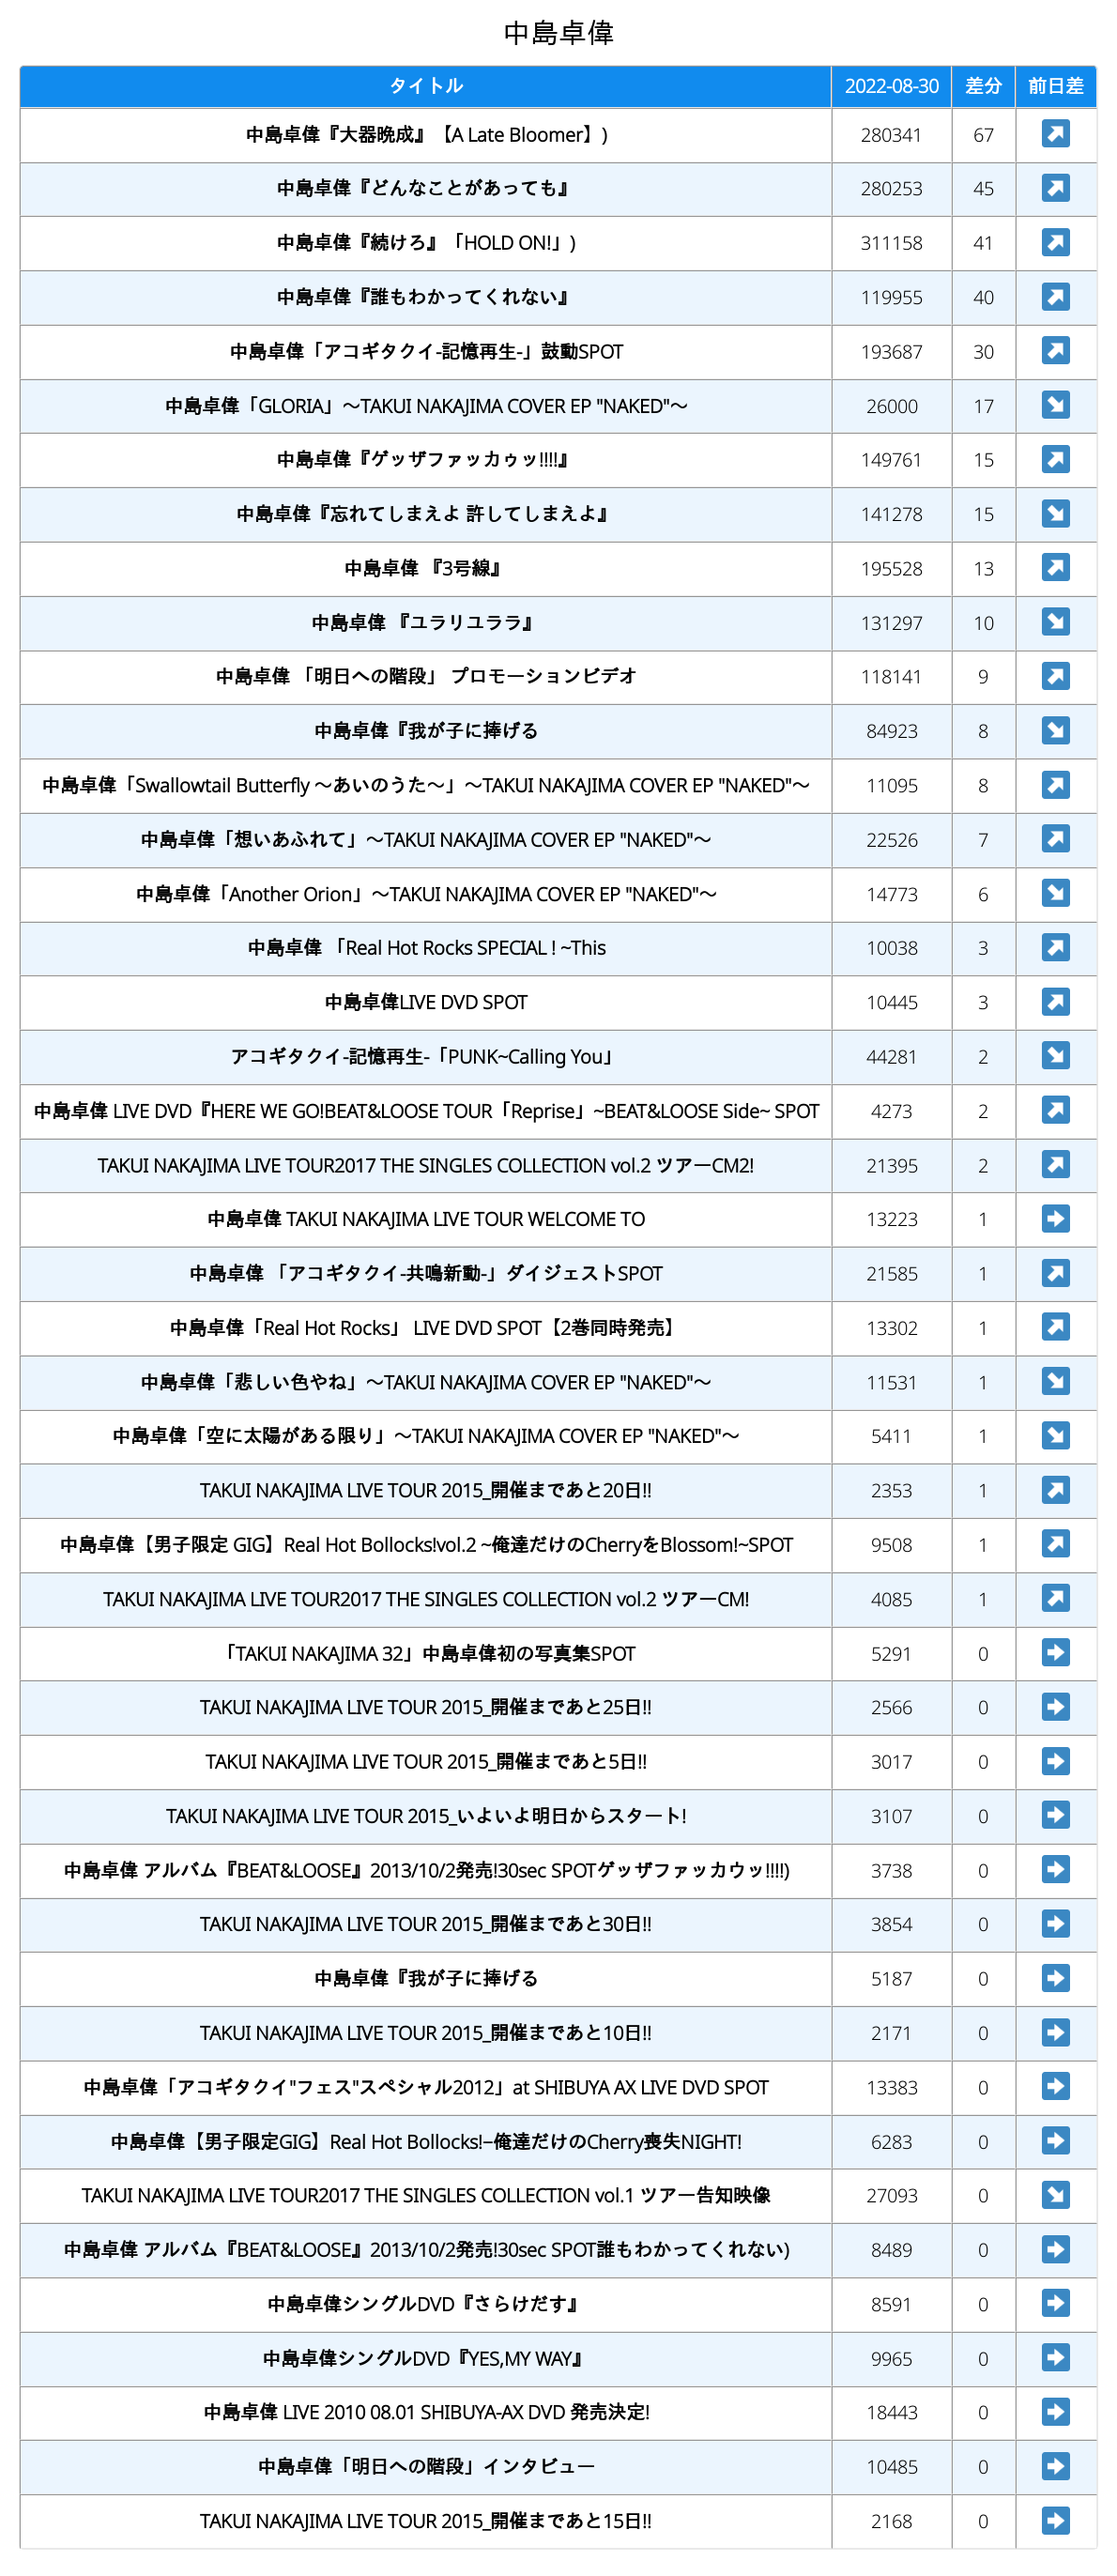 中島卓偉
タイトル 2022-08-30 差分 前日差
中島卓偉『大器晩成』【A Late Bloomer】) 280341 67 ↗
中島卓偉『どんなことがあっても』 280253 45 ↗
中島卓偉『続けろ』「HOLD ON!」) 311158 41 ↗
中島卓偉『誰もわかってくれない』 119955 40 ↗
中島卓偉「アコギタクイ-記憶再生-」鼓動SPOT 193687 30 ↗
中島卓偉「GLORIA」〜TAKUI NAKAJIMA COVER EP "NAKED"〜 26000 17 ↘
中島卓偉『ゲッザファッカゥッ!!!!』 149761 15 ↗
中島卓偉『忘れてしまえよ 許してしまえよ』 141278 15 ↘
中島卓偉 『3号線』 195528 13 ↗
中島卓偉 『ユラリユララ』 131297 10 ↘
中島卓偉 「明日への階段」 プロモーションビデオ 118141 9 ↗
中島卓偉『我が子に捧げる 84923 8 ↘
中島卓偉「Swallowtail Butterfly 〜あいのうた〜」〜TAKUI NAKAJIMA COVER EP "NAKED"〜 11095 8 ↗
中島卓偉「想いあふれて」〜TAKUI NAKAJIMA COVER EP "NAKED"〜 22526 7 ↗
中島卓偉「Another Orion」〜TAKUI NAKAJIMA COVER EP "NAKED"〜 14773 6 ↘
中島卓偉 「Real Hot Rocks SPECIAL ! ~This 10038 3 ↗
中島卓偉LIVE DVD SPOT 10445 3 ↗
アコギタクイ-記憶再生-「PUNK~Calling You」 44281 2 ↘
中島卓偉 LIVE DVD『HERE WE GO!BEAT&LOOSE TOUR「Reprise」~BEAT&LOOSE Side~ SPOT 4273 2 ↗
TAKUI NAKAJIMA LIVE TOUR2017 THE SINGLES COLLECTION vol.2 ツアーCM2! 21395 2 ↗
中島卓偉 TAKUI NAKAJIMA LIVE TOUR WELCOME TO 13223 1 ➡
中島卓偉 「アコギタクイ-共鳴新動-」ダイジェストSPOT 21585 1 ↗
中島卓偉「Real Hot Rocks」 LIVE DVD SPOT【2巻同時発売】 13302 1 ↗
中島卓偉「悲しい色やね」〜TAKUI NAKAJIMA COVER EP "NAKED"〜 11531 1 ↘
中島卓偉「空に太陽がある限り」〜TAKUI NAKAJIMA COVER EP "NAKED"〜 5411 1 ↘
TAKUI NAKAJIMA LIVE TOUR 2015_開催まであと20日!! 2353 1 ↗
中島卓偉【男子限定 GIG】Real Hot Bollocks!vol.2 ~俺達だけのCherryをBlossom!~SPOT 9508 1 ↗
TAKUI NAKAJIMA LIVE TOUR2017 THE SINGLES COLLECTION vol.2 ツアーCM! 4085 1 ↗
「TAKUI NAKAJIMA 32」中島卓偉初の写真集SPOT 5291 0 ➡
TAKUI NAKAJIMA LIVE TOUR 2015_開催まであと25日!! 2566 0 ➡
TAKUI NAKAJIMA LIVE TOUR 2015_開催まであと5日!! 3017 0 ➡
TAKUI NAKAJIMA LIVE TOUR 2015_いよいよ明日からスタート! 3107 0 ➡
中島卓偉 アルバム『BEAT&LOOSE』2013/10/2発売!30sec SPOTゲッザファッカウッ!!!!) 3738 0 ➡
TAKUI NAKAJIMA LIVE TOUR 2015_開催まであと30日!! 3854 0 ➡
中島卓偉『我が子に捧げる 5187 0 ➡
TAKUI NAKAJIMA LIVE TOUR 2015_開催まであと10日!! 2171 0 ➡
中島卓偉「アコギタクイ"フェス"スペシャル2012」at SHIBUYA AX LIVE DVD SPOT 13383 0 ➡
中島卓偉【男子限定GIG】Real Hot Bollocks!−俺達だけのCherry喪失NIGHT! 6283 0 ➡
TAKUI NAKAJIMA LIVE TOUR2017 THE SINGLES COLLECTION vol.1 ツアー告知映像 27093 0 ↘
中島卓偉 アルバム『BEAT&LOOSE』2013/10/2発売!30sec SPOT誰もわかってくれない) 8489 0 ➡
中島卓偉シングルDVD『さらけだす』 8591 0 ➡
中島卓偉シングルDVD『YES,MY WAY』 9965 0 ➡
中島卓偉 LIVE 2010 08.01 SHIBUYA-AX DVD 発売決定! 18443 0 ➡
中島卓偉「明日への階段」インタビュー 10485 0 ➡
TAKUI NAKAJIMA LIVE TOUR 2015_開催まであと15日!! 2168 0 ➡